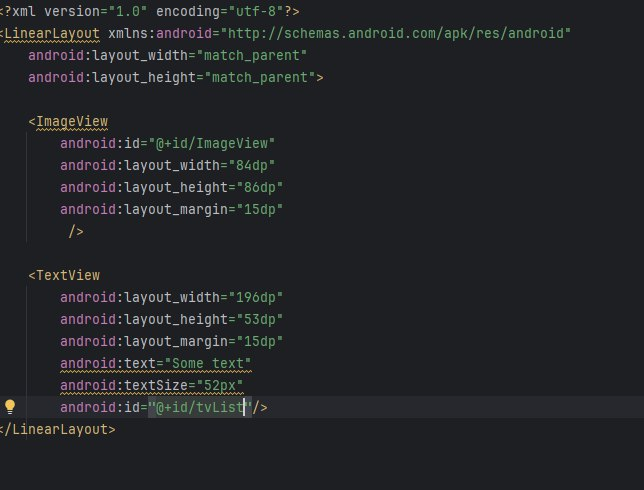 <?xml version="1.0" encoding="utf-8"?>
<LinearLayout xmlns:android="http://schemas.android.com/apk/res/android"
    android:layout_width="match_parent"
    android:layout_height="match_parent">

    <ImageView
        android:id="@+id/ImageView"
        android:layout_width="84dp"
        android:layout_height="86dp"
        android:layout_margin="15dp"
         />

    <TextView
        android:layout_width="196dp"
        android:layout_height="53dp"
        android:layout_margin="15dp"
        android:text="Some text"
        android:textSize="52px"
        android:id="@+id/tvList"/>
</LinearLayout>